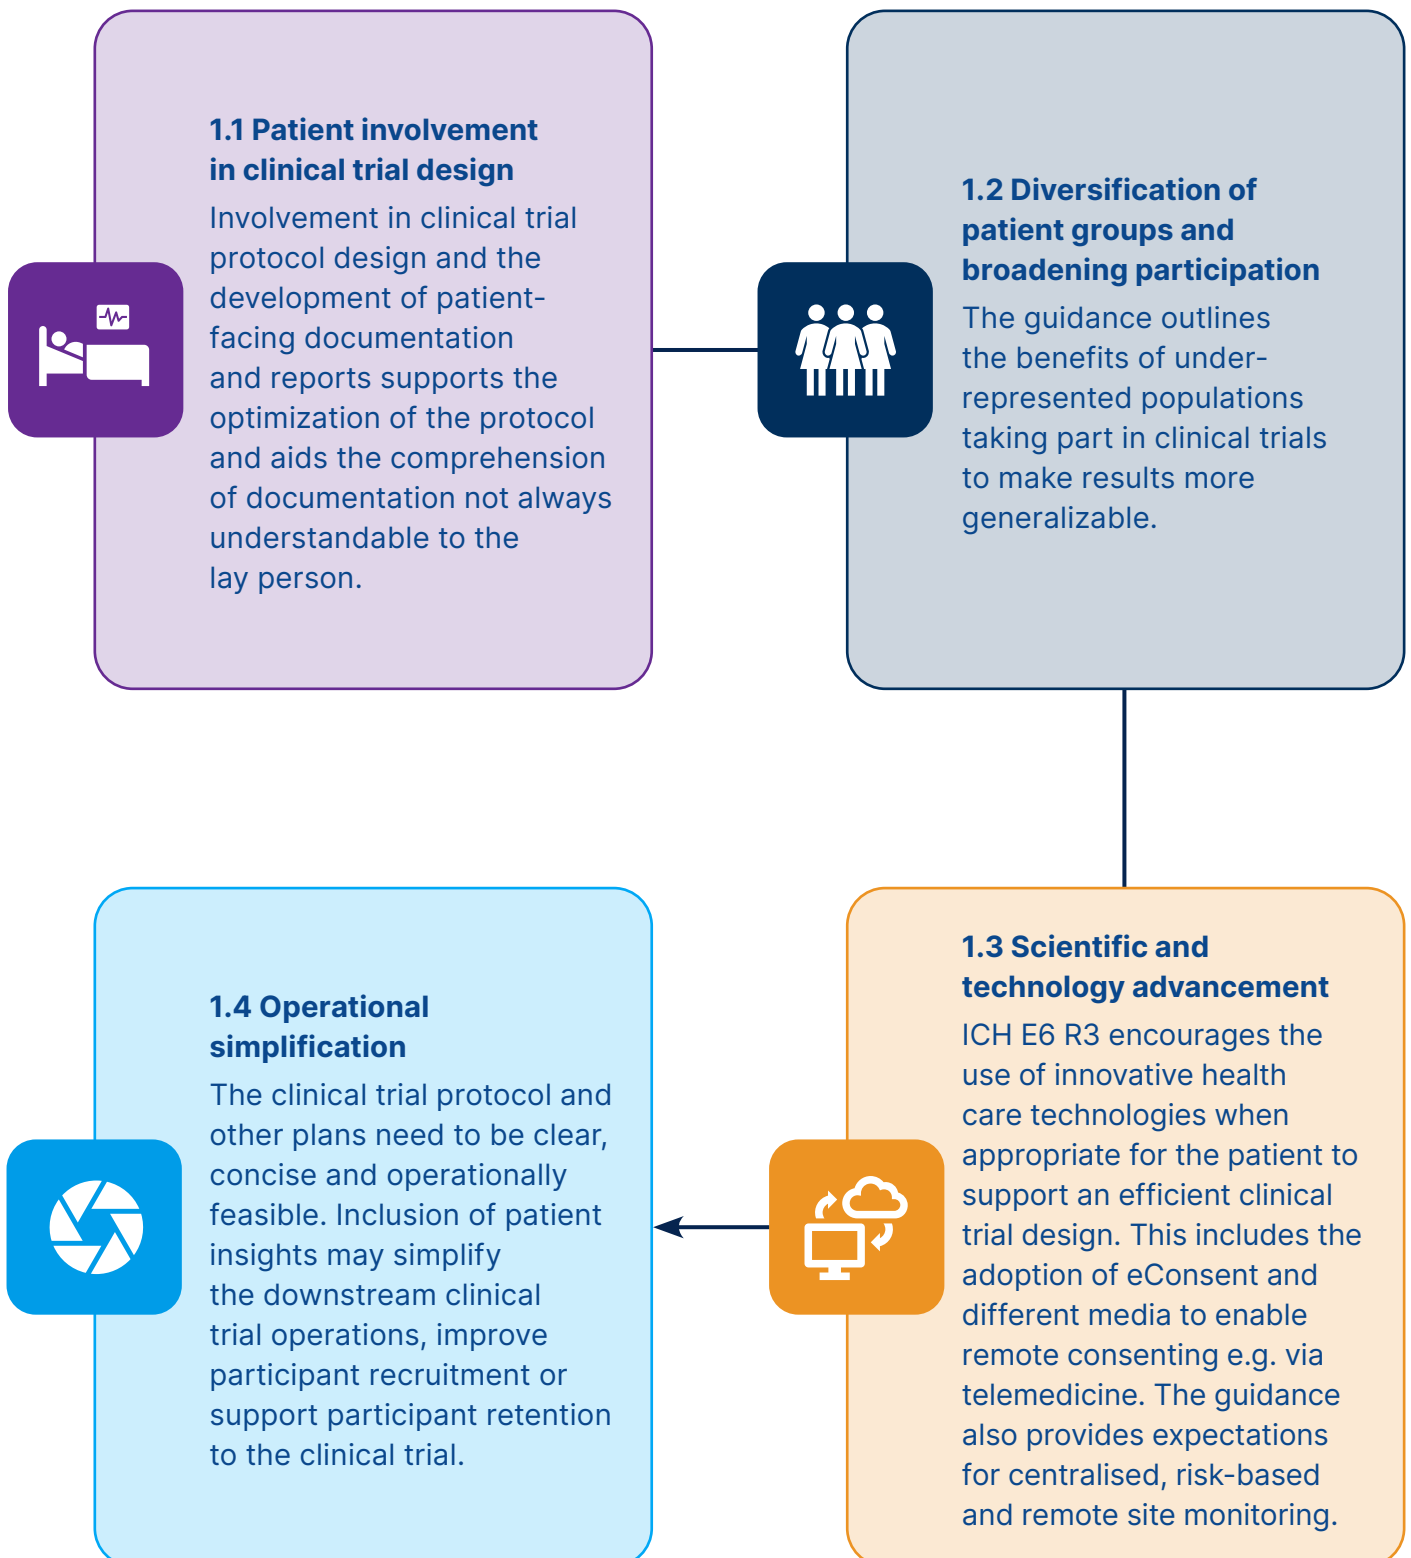 1.1 Patient involvement
in clinical trial design
Involvement in clinical trial
protocol design and the
development of patient-
facing documentation
and reports supports the
optimization of the protocol
and aids the comprehension
of documentation not always
understandable to the
lay person.
1.2 Diversification of
patient groups and
broadening participation
The guidance outlines
the benefits of under-
represented populations
taking part in clinical trials
to make results more
generalizable.
1.3 Scientific and
technology advancement
ICH E6 R3 encourages the
use of innovative health
care technologies when
appropriate for the patient to
support an efficient clinical
trial design. This includes the
adoption of eConsent and
different media to enable
remote consenting e.g. via
telemedicine. The guidance
also provides expectations
for centralised, risk-based
and remote site monitoring.
1.4 Operational
simplification
The clinical trial protocol and
other plans need to be clear,
concise and operationally
feasible. Inclusion of patient
insights may simplify
the downstream clinical
trial operations, improve
participant recruitment or
support participant retention
to the clinical trial.